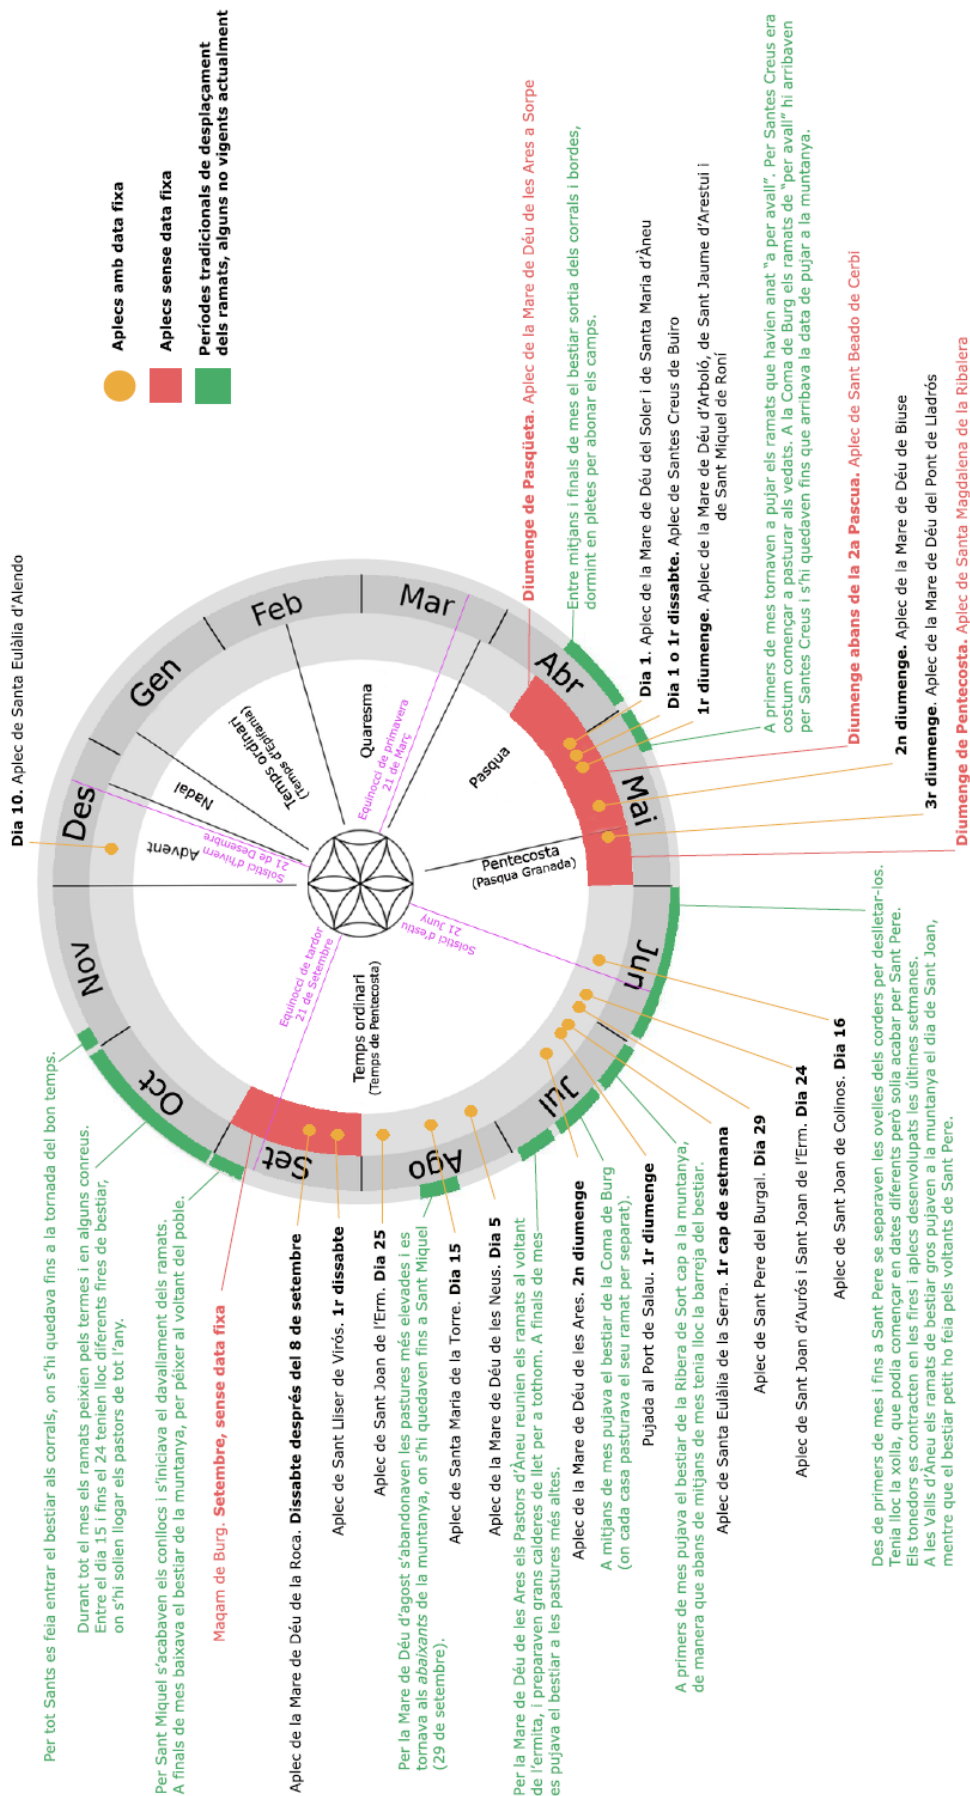 Aplecs amb data fixa
Aplecs sense data fixa
Períodes tradicionals de desplaçament
dels ramats, alguns no vigents actualment
Dia 10. Aplec de Santa Eulàlia d'Alendo
Gen
Feb
Mar
Abr
Mai
Jun
Jul
Ago
Set
Oct
Nov
Des
Advent
Nadal
Temps ordinari
(Temps d'Epifania)
Quaresma
Pasqua
Pentecosta
(Pasqua Granada)
Temps ordinari
(Temps de Pentecosta)
Solstici d'hivern
21 de Desembre
Equinocci de primavera
21 de Març
Solstici d'estiu
21 Juny
Equinocci de tardor
21 de Setembre
Diumenge de Pasqüeta. Aplec de la Mare de Déu de les Ares a Sorpe
Entre mitjans i finals de mes el bestiar sortia dels corrals i bordes,
dormint en pletes per abonar els camps.
Dia 1. Aplec de la Mare de Déu del Soler i de Santa Maria d'Àneu
Dia 1 o 1r dissabte. Aplec de Santes Creus de Buiro
1r diumenge. Aplec de la Mare de Déu d'Arboló, de Sant Jaume d'Arestui i
de Sant Miquel de Roní
A primers de mes tornaven a pujar els ramats que havien anat "a per avall". Per Santes Creus era
costum començar a pasturar als vedats. A la Coma de Burg els ramats de "per avall" hi arribaven
per Santes Creus i s'hi quedaven fins que arribava la data de pujar a la muntanya.
Diumenge abans de la 2a Pascua. Aplec de Sant Beado de Cerbi
2n diumenge. Aplec de la Mare de Déu de Biuse
3r diumenge. Aplec de la Mare de Déu del Pont de Lladrós
Diumenge de Pentecosta. Aplec de Santa Magdalena de la Ribalera
Des de primers de mes i fins a Sant Pere se separaven les ovelles dels corders per deslletar-los.
Tenia lloc la xolla, que podia començar en dates diferents però solia acabar per Sant Pere.
Els tonedors es contracten en les fires i aplecs desenvolupats les últimes setmanes.
A les Valls d'Àneu els ramats de bestiar gros pujaven a la muntanya el dia de Sant Joan,
mentre que el bestiar petit ho feia pels voltants de Sant Pere.
Aplec de Sant Joan de Colinos. Dia 16
Aplec de Sant Joan d'Aurós i Sant Joan de l'Erm. Dia 24
Aplec de Sant Pere del Burgal. Dia 29
Aplec de Santa Eulàlia de la Serra. 1r cap de setmana
A primers de mes pujava el bestiar de la Ribera de Sort cap a la muntanya,
de manera que abans de mitjans de mes tenia lloc la barreja del bestiar.
Pujada al Port de Salau. 1r diumenge
A mitjans de mes pujava el bestiar de la Coma de Burg
(on cada casa pasturava el seu ramat per separat).
Aplec de la Mare de Déu de les Ares. 2n diumenge
Per la Mare de Déu de les Ares els Pastors d'Àneu reunien els ramats al voltant
de l'ermita, i preparaven grans calderes de llet per a tothom. A finals de mes
es pujava el bestiar a les pastures més altes.
Aplec de la Mare de Déu de les Neus. Dia 5
Aplec de Santa Maria de la Torre. Dia 15
Per la Mare de Déu d'agost s'abandonaven les pastures més elevades i es
tornava als abaixants de la muntanya, on s'hi quedaven fins a Sant Miquel
(29 de setembre).
Aplec de Sant Joan de l'Erm. Dia 25
Aplec de Sant Lliser de Virós. 1r dissabte
Aplec de la Mare de Déu de la Roca. Dissabte després del 8 de setembre
Maqam de Burg. Setembre, sense data fixa
Per Sant Miquel s'acabaven els conllocs i s'iniciava el davallament dels ramats.
A finals de mes baixava el bestiar de la muntanya, per péixer al voltant del poble.
Durant tot el mes els ramats peixien pels termes i en alguns conreus.
Entre el dia 15 i fins el 24 tenien lloc diferents fires de bestiar,
on s'hi solien llogar els pastors de tot l'any.
Per tot Sants es feia entrar el bestiar als corrals, on s'hi quedava fins a la tornada del bon temps.